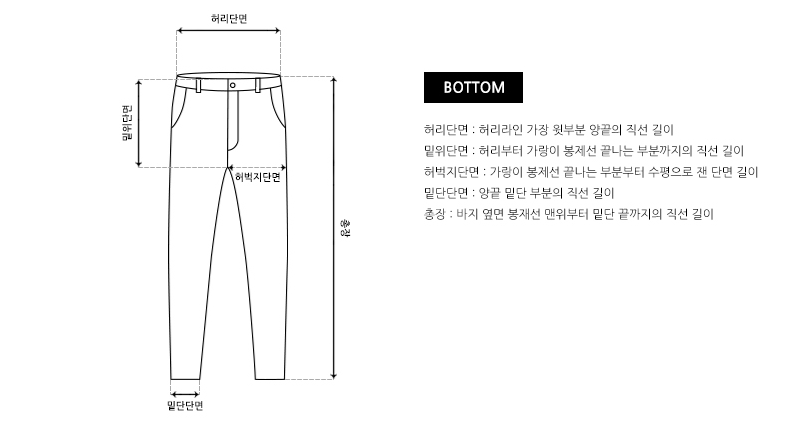 허리단면
밑위단면
허벅지단면
총장
밑단단면
BOTTOM
허리단면 : 허리라인 가장 윗부분 양끝의 직선 길이
밑위단면 : 허리부터 가랑이 봉제선 끝나는 부분까지의 직선 길이
허벅지단면 : 가랑이 봉제선 끝나는 부분부터 수평으로 잰 단면 길이
밑단단면 : 양끝 밑단 부분의 직선 길이
총장 : 바지 옆면 봉재선 맨위부터 밑단 끝까지의 직선 길이